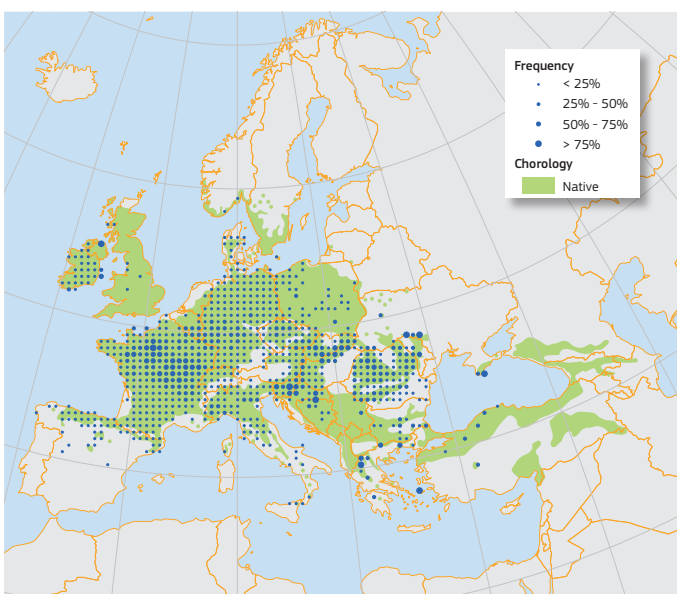 Frequency
< 25%
25% - 50%
50% - 75%
> 75%
Chorology
Native